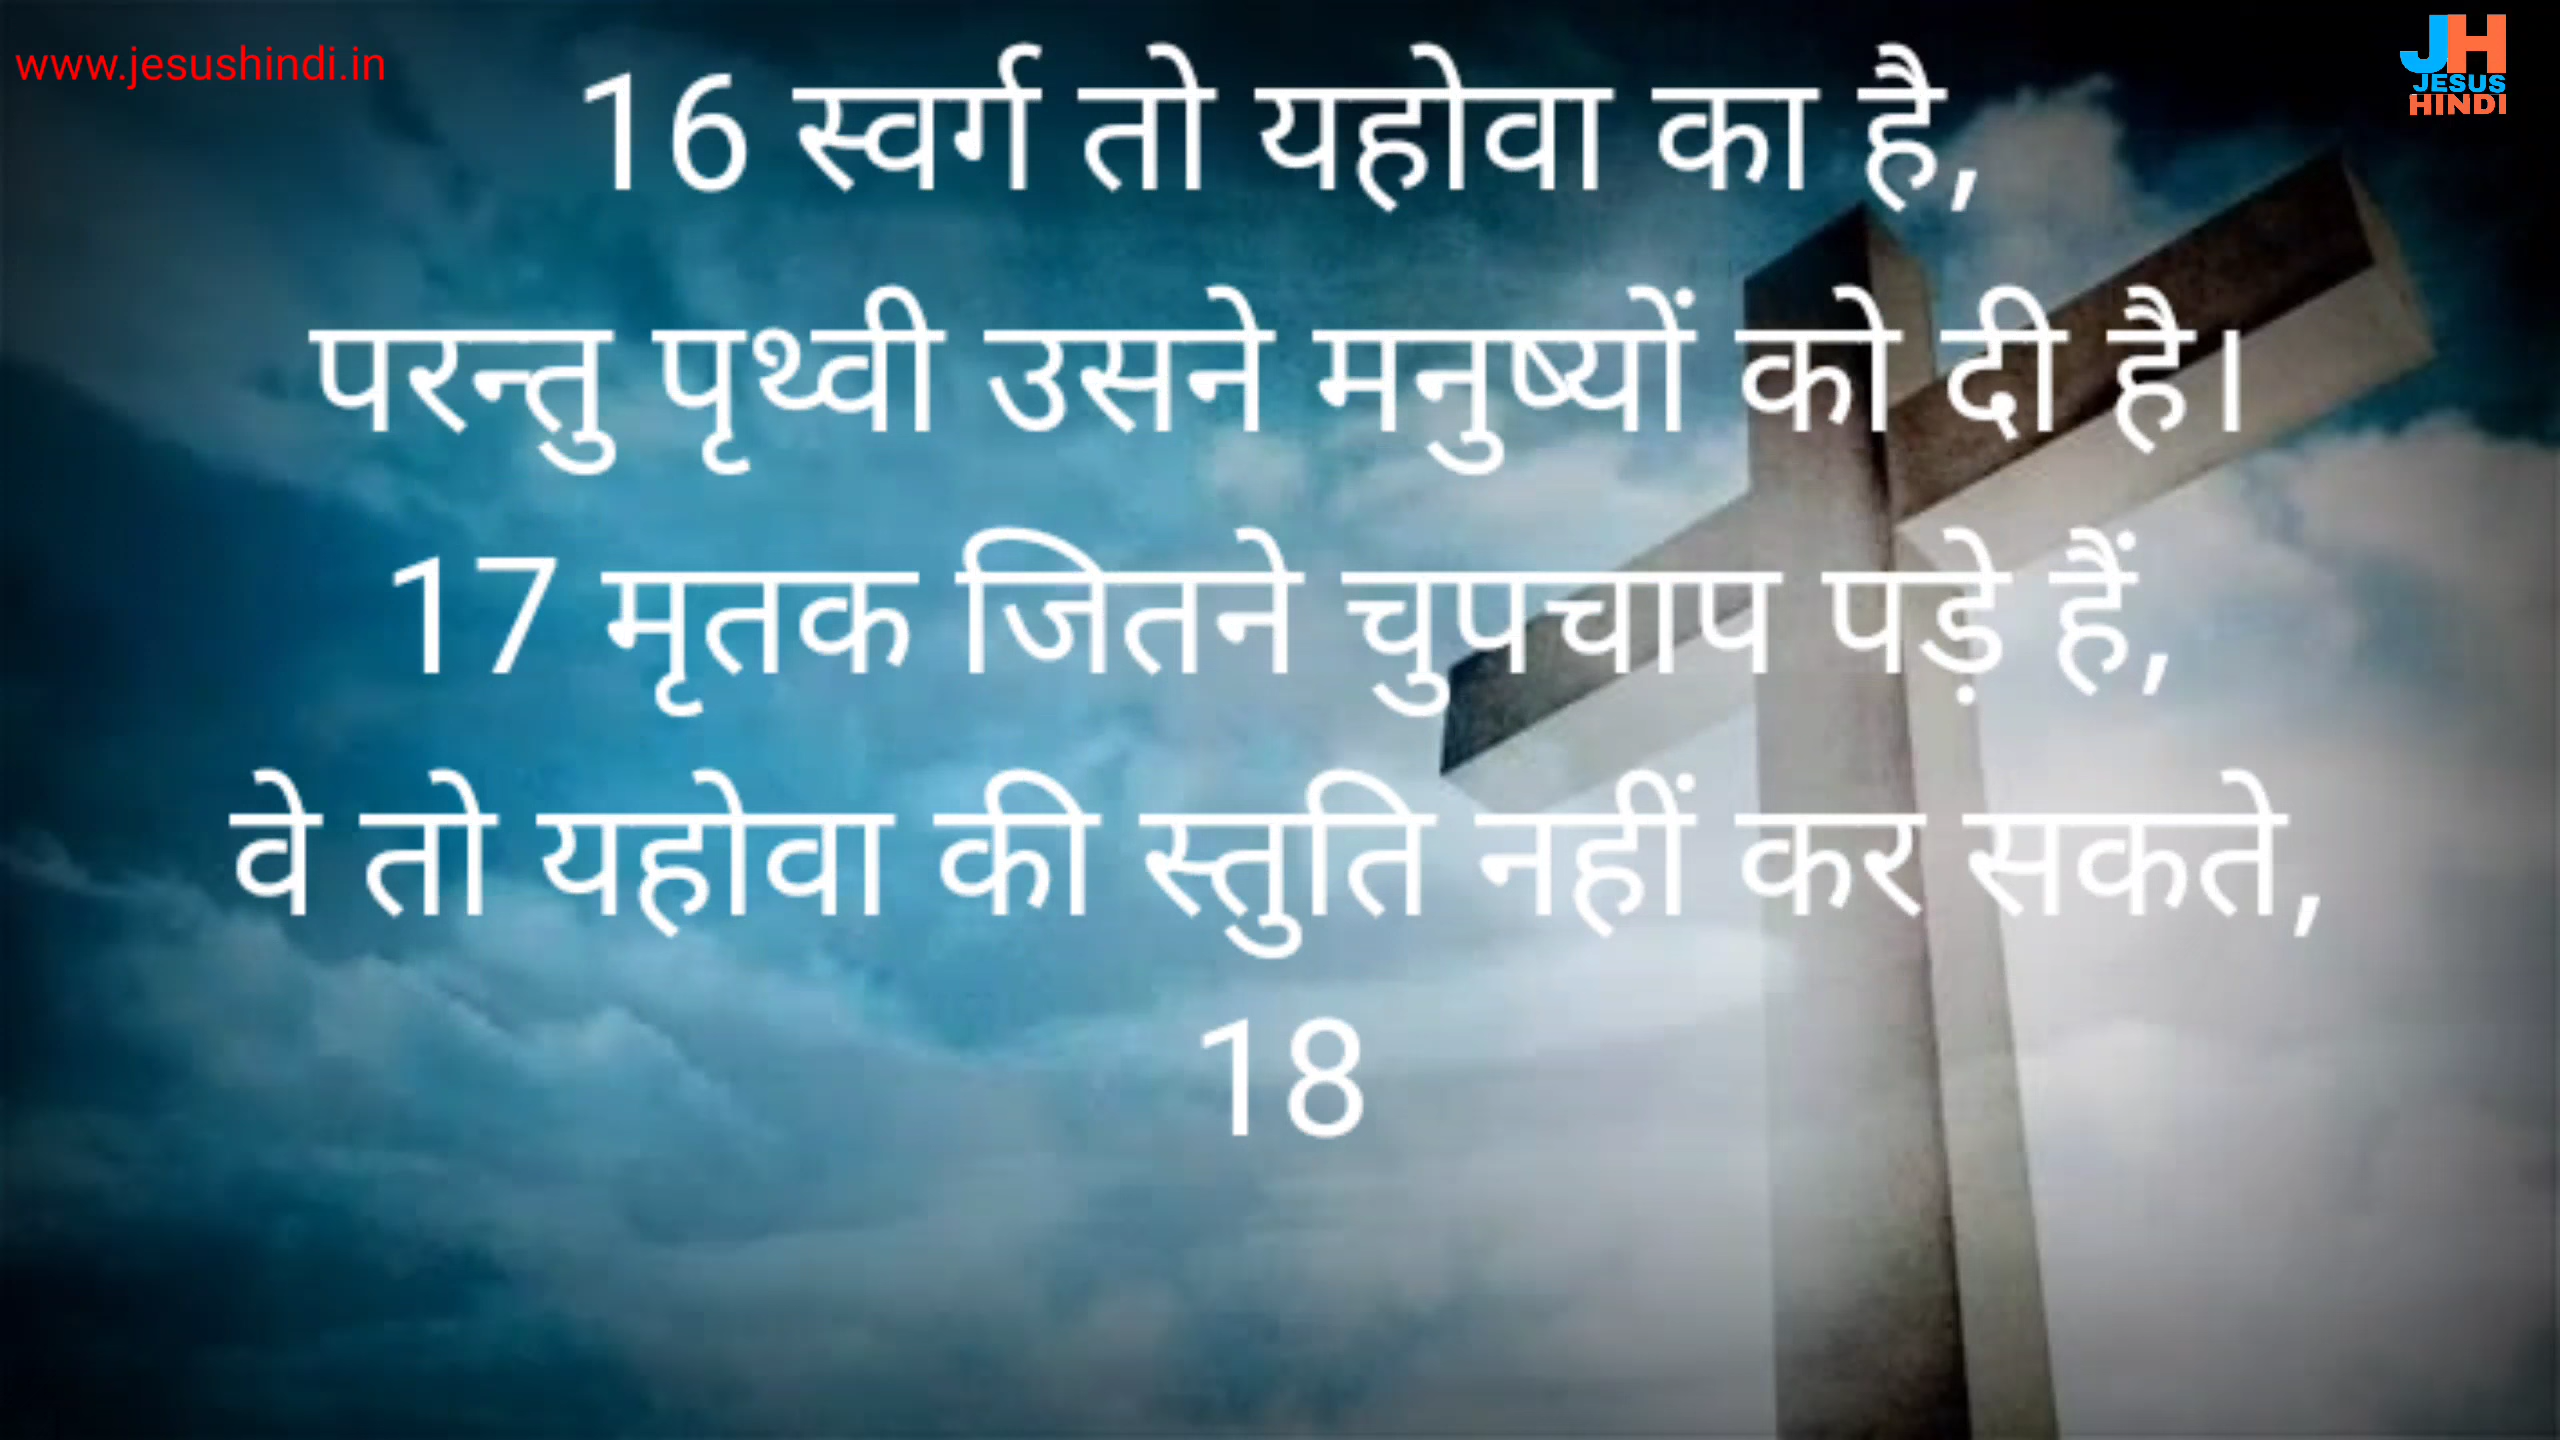 www.jesushindi.in
JH
JESUS
HINDI
16 स्वर्ग तो यहोवा का है,
परन्तु पृथ्वी उसने मनुष्यों को दी है।
17 मृतक जितने चुपचाप पड़े हैं,
वे तो यहोवा की स्तुति नहीं कर सकते,
18